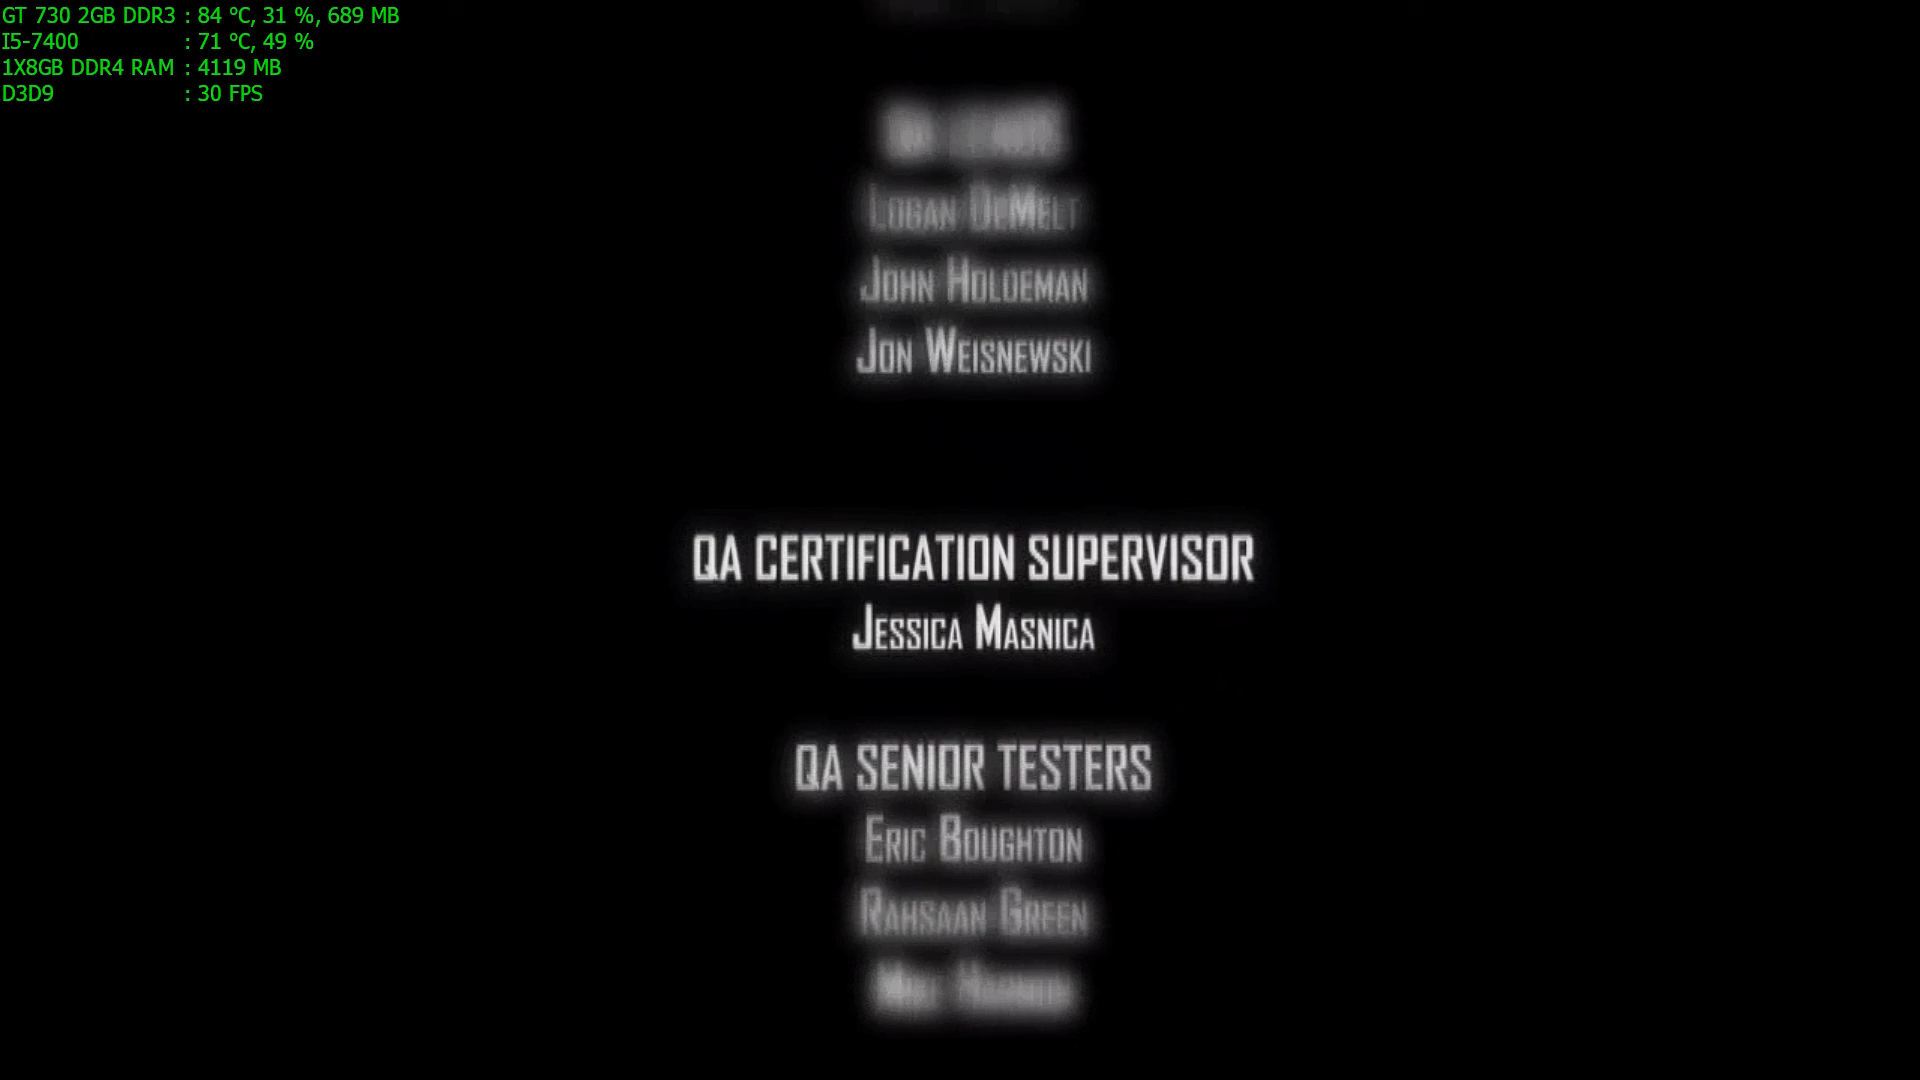 GT 730 2GB DDR3 : 84 °C, 31 %, 689 MB
I5-7400 : 71 °C, 49 %
1X8GB DDR4 RAM : 4119 MB
D3D9 : 30 FPS
LOGAN DEMELT
JOHN HOLDEMAN
JON WEISNEWSKI
QA CERTIFICATION SUPERVISOR
JESSICA MASNICA
QA SENIOR TESTERS
ERIC BOUGHTON
RAHSAAN GREEN